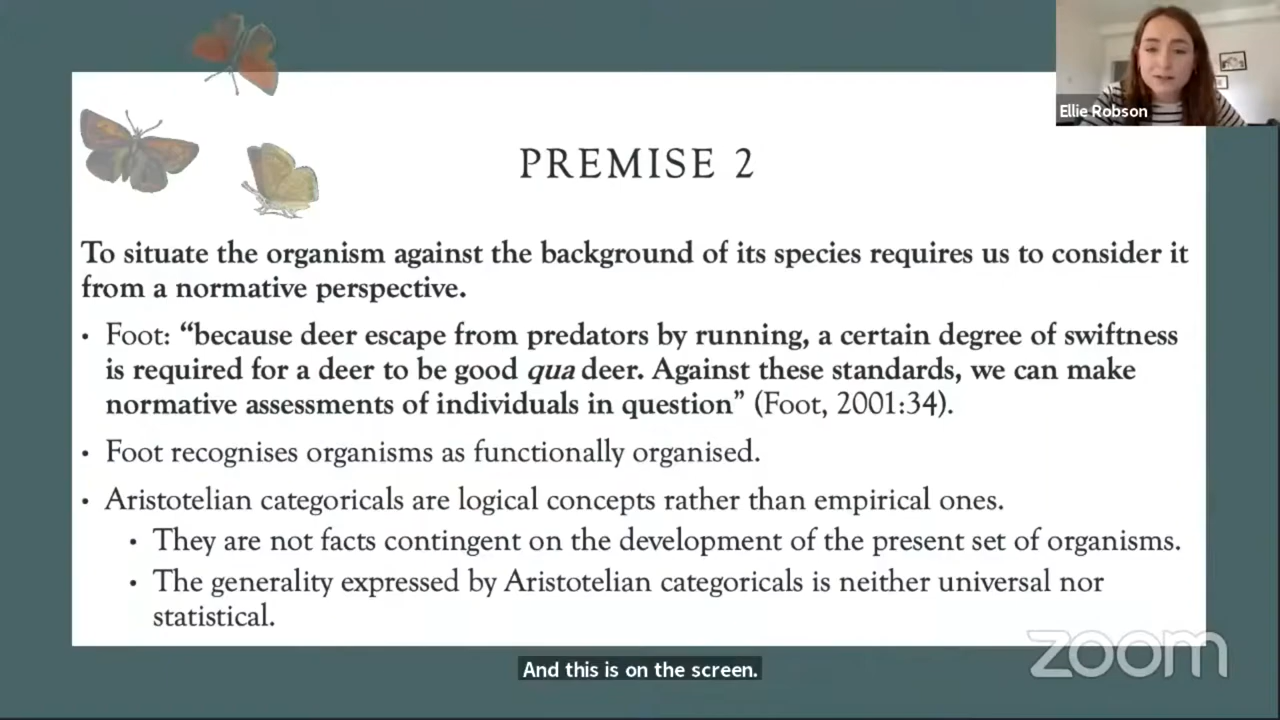 Ellie Robson
PREMISE 2
To situate the organism against the background of its species requires us to consider it
from a normative perspective.
• Foot: “because deer escape from predators by running, a certain degree of swiftness
is required for a deer to be good qua deer. Against these standards, we can make
normative assessments of individuals in question” (Foot, 2001:34).
• Foot recognises organisms as functionally organised.
• Aristotelian categoricals are logical concepts rather than empirical ones.
• They are not facts contingent on the development of the present set of organisms.
• The generality expressed by Aristotelian categoricals is neither universal nor
statistical.
zoom
And this is on the screen.